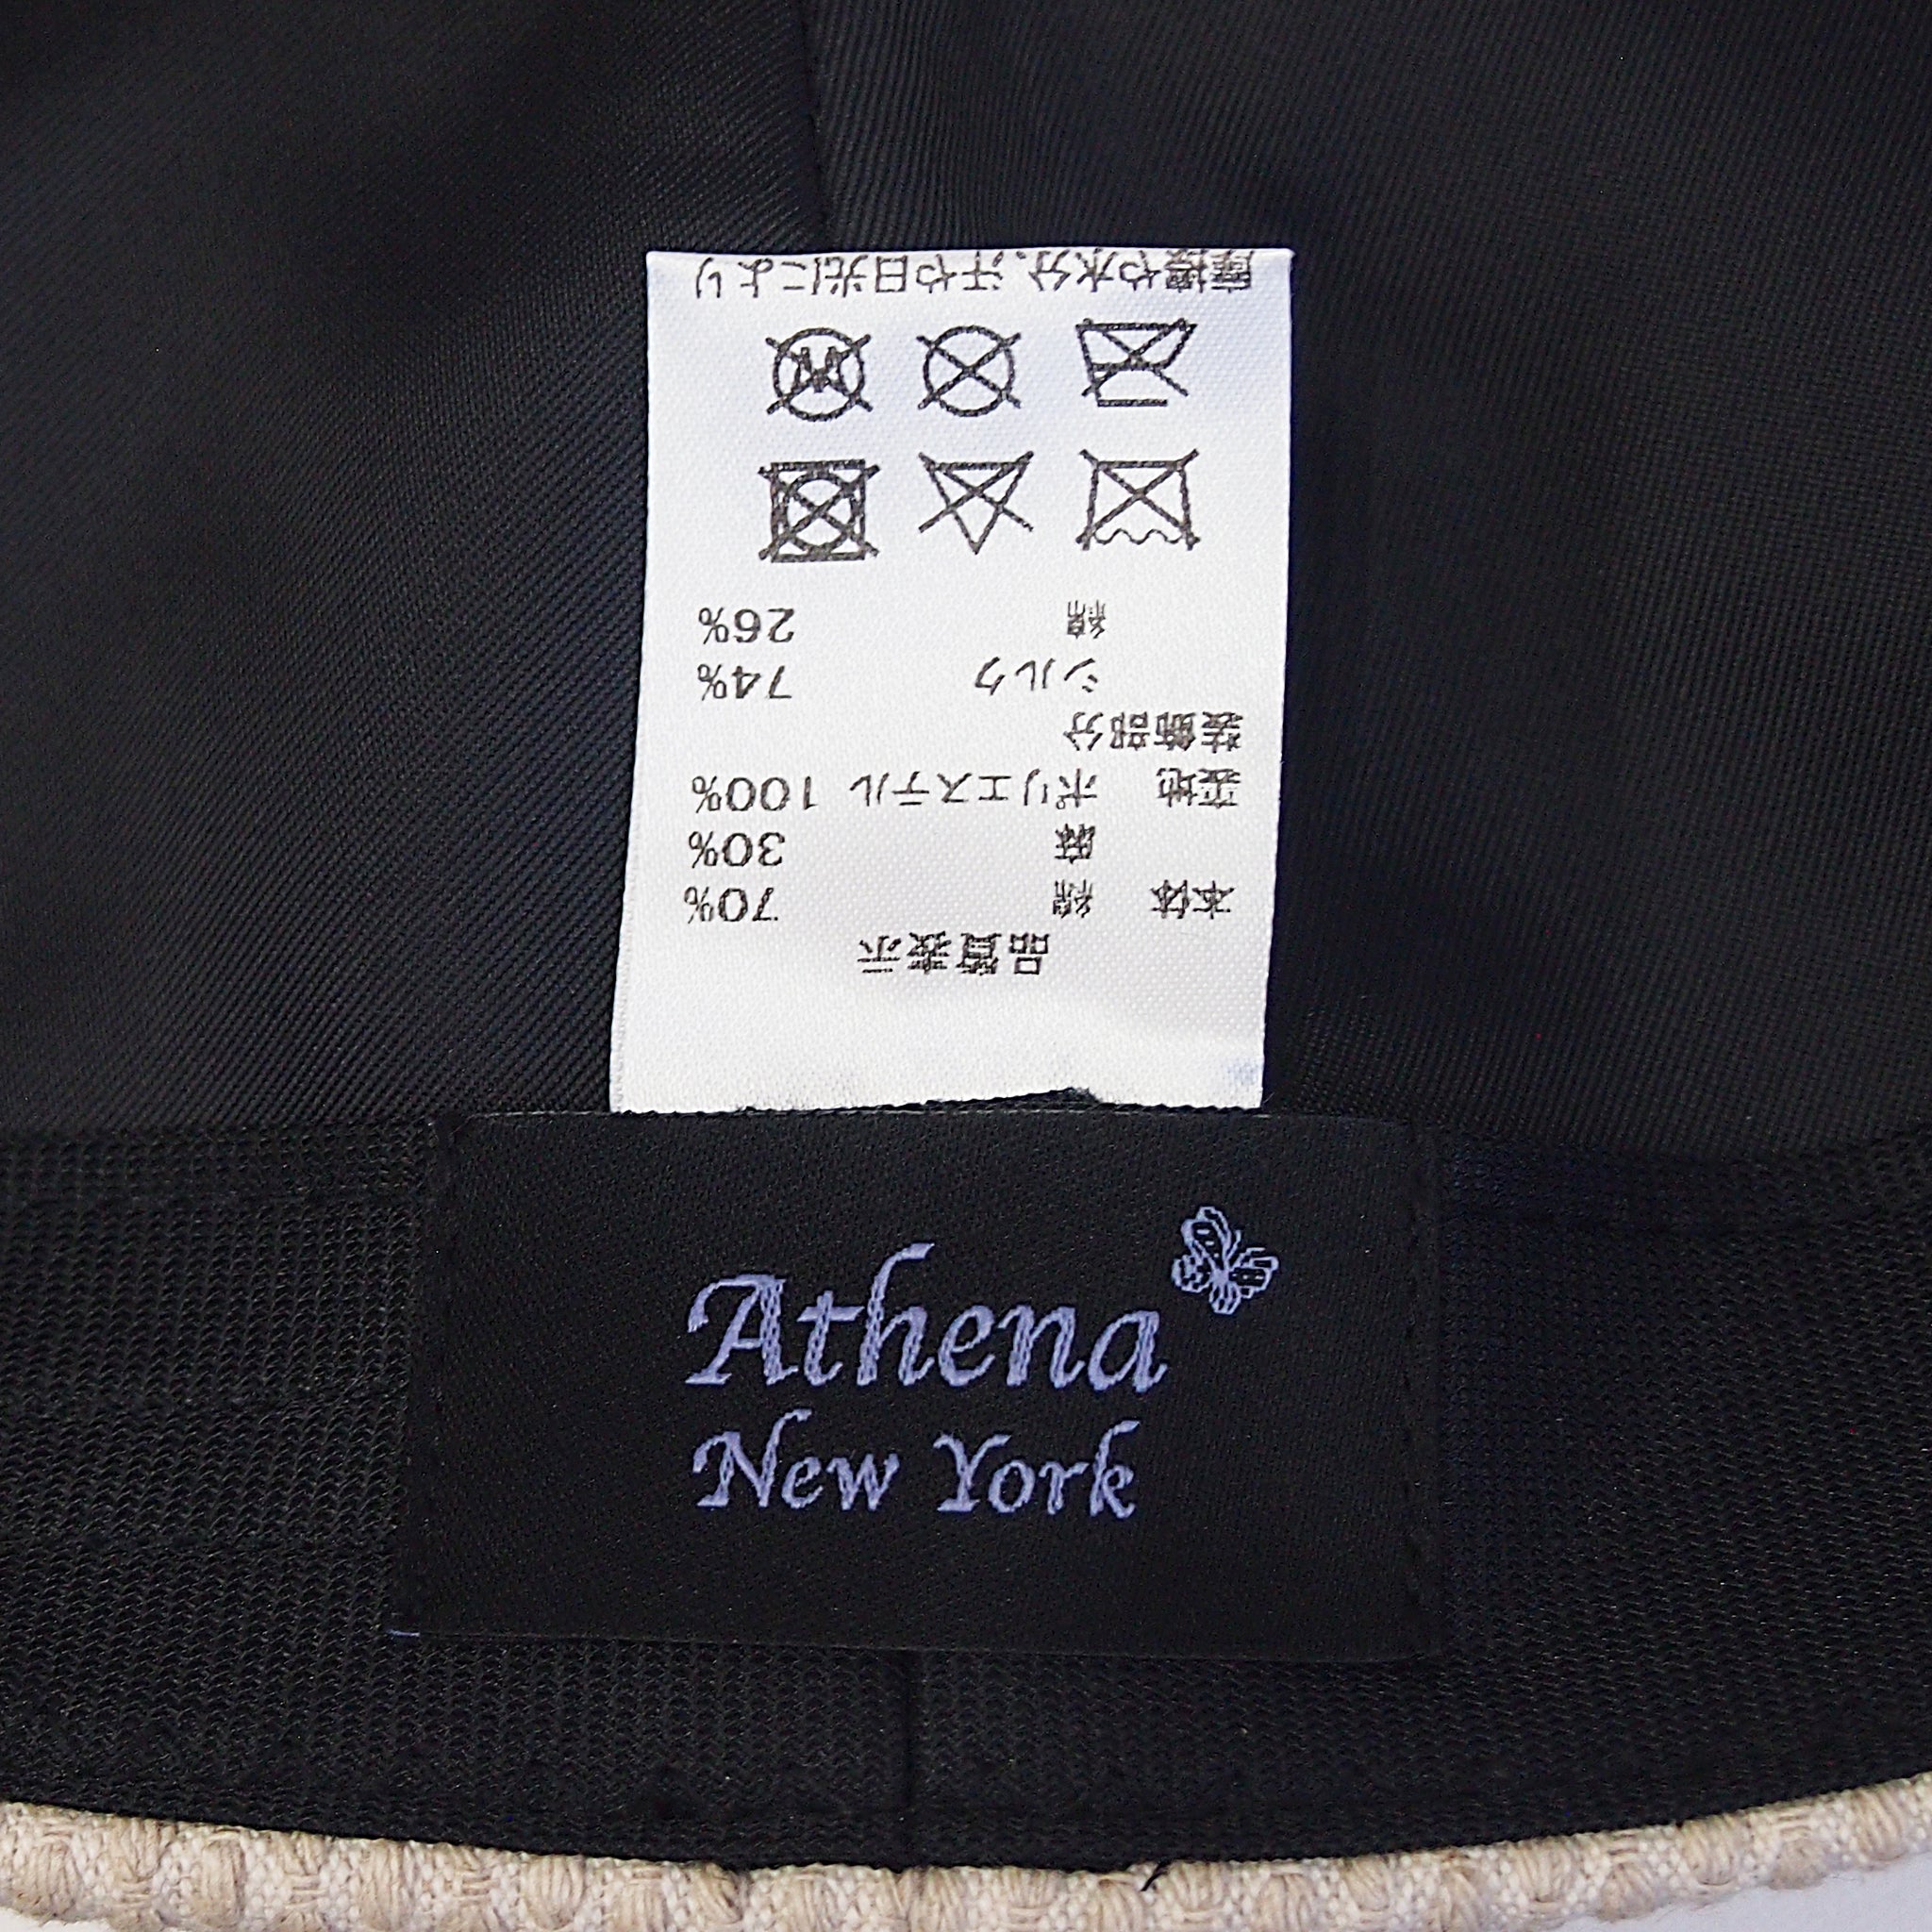 品質表示
本体 綿 70%
麻 30%
裏地 ポリエステル 100%
装飾部分
シルク 74%
綿 26%
W
摩擦や水分、汗や日光により
Athena
New York